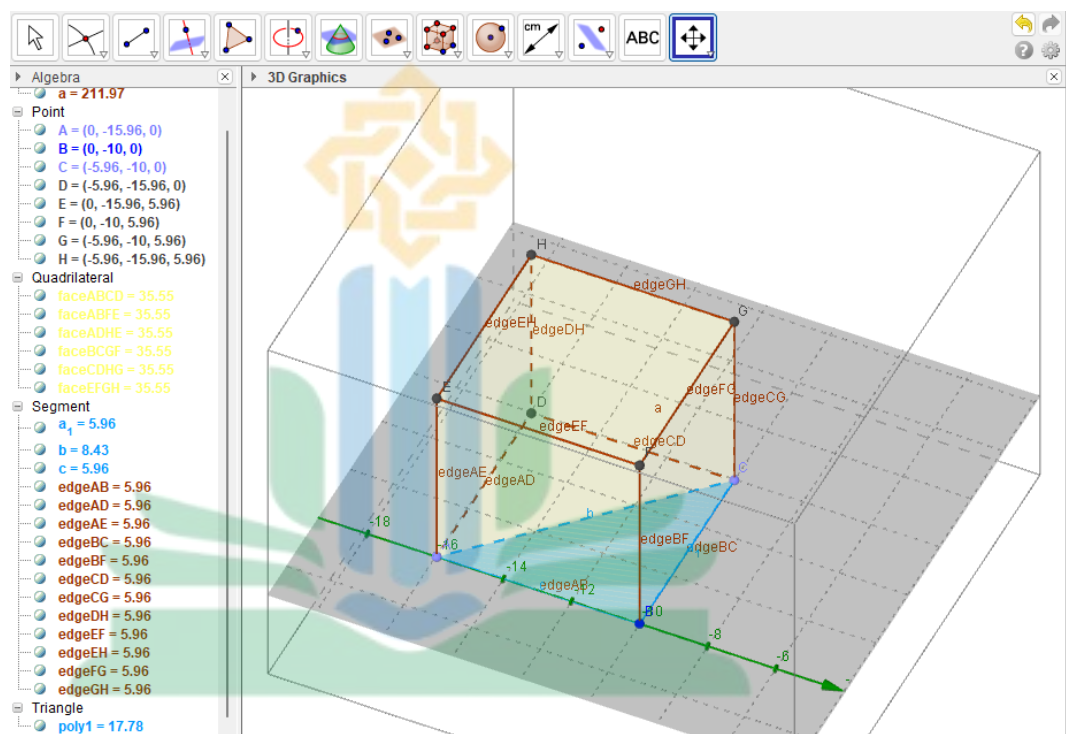 cm
ABC
Algebra
3D Graphics
a = 211.97
Point
A = (0, -15.96, 0)
B = (0, -10, 0)
C = (-5.96, -10, 0)
D = (-5.96, -15.96, 0)
E = (0, -15.96, 5.96)
F = (0, -10, 5.96)
G = (-5.96, -10, 5.96)
H = (-5.96, -15.96, 5.96)
Quadrilateral
faceABCD = 35.55
faceABFE = 35.55
faceADHE = 35.55
faceBCGF = 35.55
faceCDHG = 35.55
faceEFGH = 35.55
Segment
a₁ = 5.96
b = 8.43
c = 5.96
edgeAB = 5.96
edgeAD = 5.96
edgeAE = 5.96
edgeBC = 5.96
edgeBF = 5.96
edgeCD = 5.96
edgeCG = 5.96
edgeDH = 5.96
edgeEF = 5.96
edgeEH = 5.96
edgeFG = 5.96
edgeGH = 5.96
Triangle
poly1 = 17.78
H
edgeGH
G
edgeEH
edgeDH
E
edgeFG
edgeCG
D
a
edgeEF
edgeCD
F
C
edgeAE
edgeAD
b
-18
-16
edgeBF
edgeBC
-14
edgeAB
-12
B
-8
-6